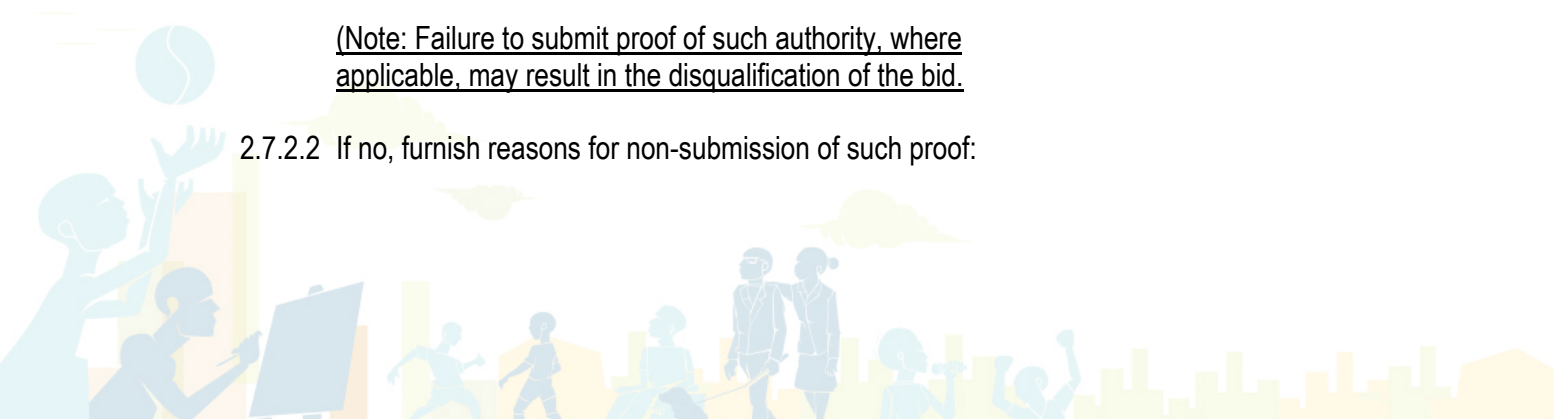 (Note: Failure to submit proof of such authority, where
applicable, may result in the disqualification of the bid.
2.7.2.2 If no, furnish reasons for non-submission of such proof: